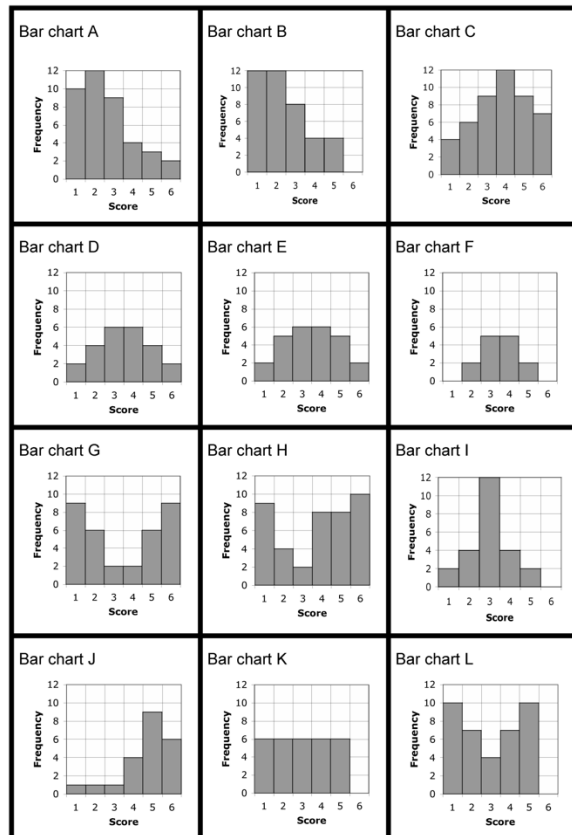 Bar chart A
12
10
8
6
4
2
0
Frequency
1 2 3 4 5 6
Score
Bar chart B
12
10
8
6
4
2
0
Frequency
1 2 3 4 5 6
Score
Bar chart C
12
10
8
6
4
2
0
Frequency
1 2 3 4 5 6
Score
Bar chart D
12
10
8
6
4
2
0
Frequency
1 2 3 4 5 6
Score
Bar chart E
12
10
8
6
4
2
0
Frequency
1 2 3 4 5 6
Score
Bar chart F
12
10
8
6
4
2
0
Frequency
1 2 3 4 5 6
Score
Bar chart G
12
10
8
6
4
2
0
Frequency
1 2 3 4 5 6
Score
Bar chart H
12
10
8
6
4
2
0
Frequency
1 2 3 4 5 6
Score
Bar chart I
12
10
8
6
4
2
0
Frequency
1 2 3 4 5 6
Score
Bar chart J
12
10
8
6
4
2
0
Frequency
1 2 3 4 5 6
Score
Bar chart K
12
10
8
6
4
2
0
Frequency
1 2 3 4 5 6
Score
Bar chart L
12
10
8
6
4
2
0
Frequency
1 2 3 4 5 6
Score